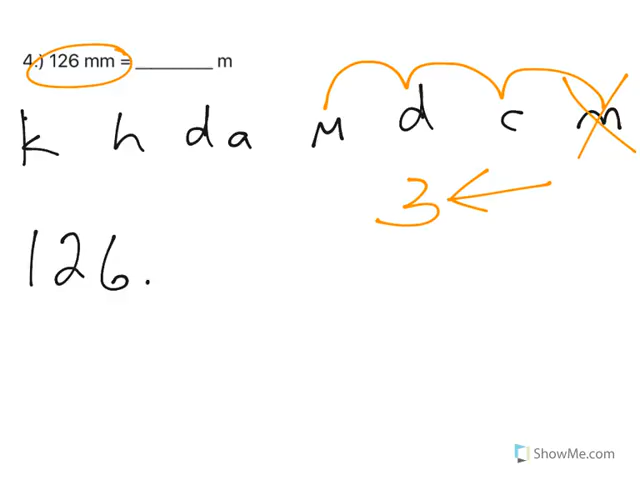 4.) 126 mm = ________ m
k h da M d c m
3
126.
ShowMe.com